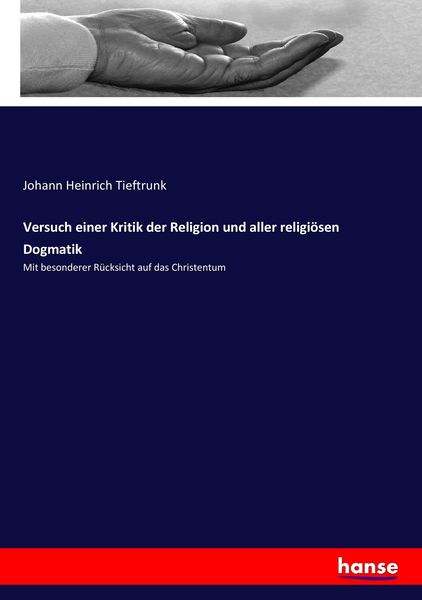 Johann Heinrich Tieftrunk
Versuch einer Kritik der Religion und aller religiösen
Dogmatik
Mit besonderer Rücksicht auf das Christentum
hanse